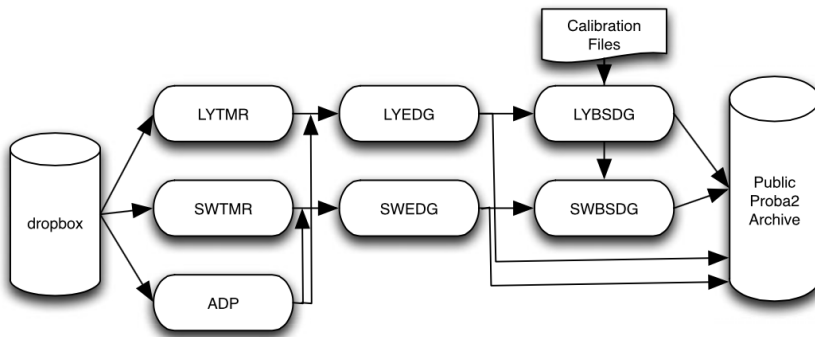 Calibration
Files
LYTMR
LYEDG
LYBSDG
dropbox
SWTMR
SWEDG
SWBSDG
Public
Proba2
Archive
ADP